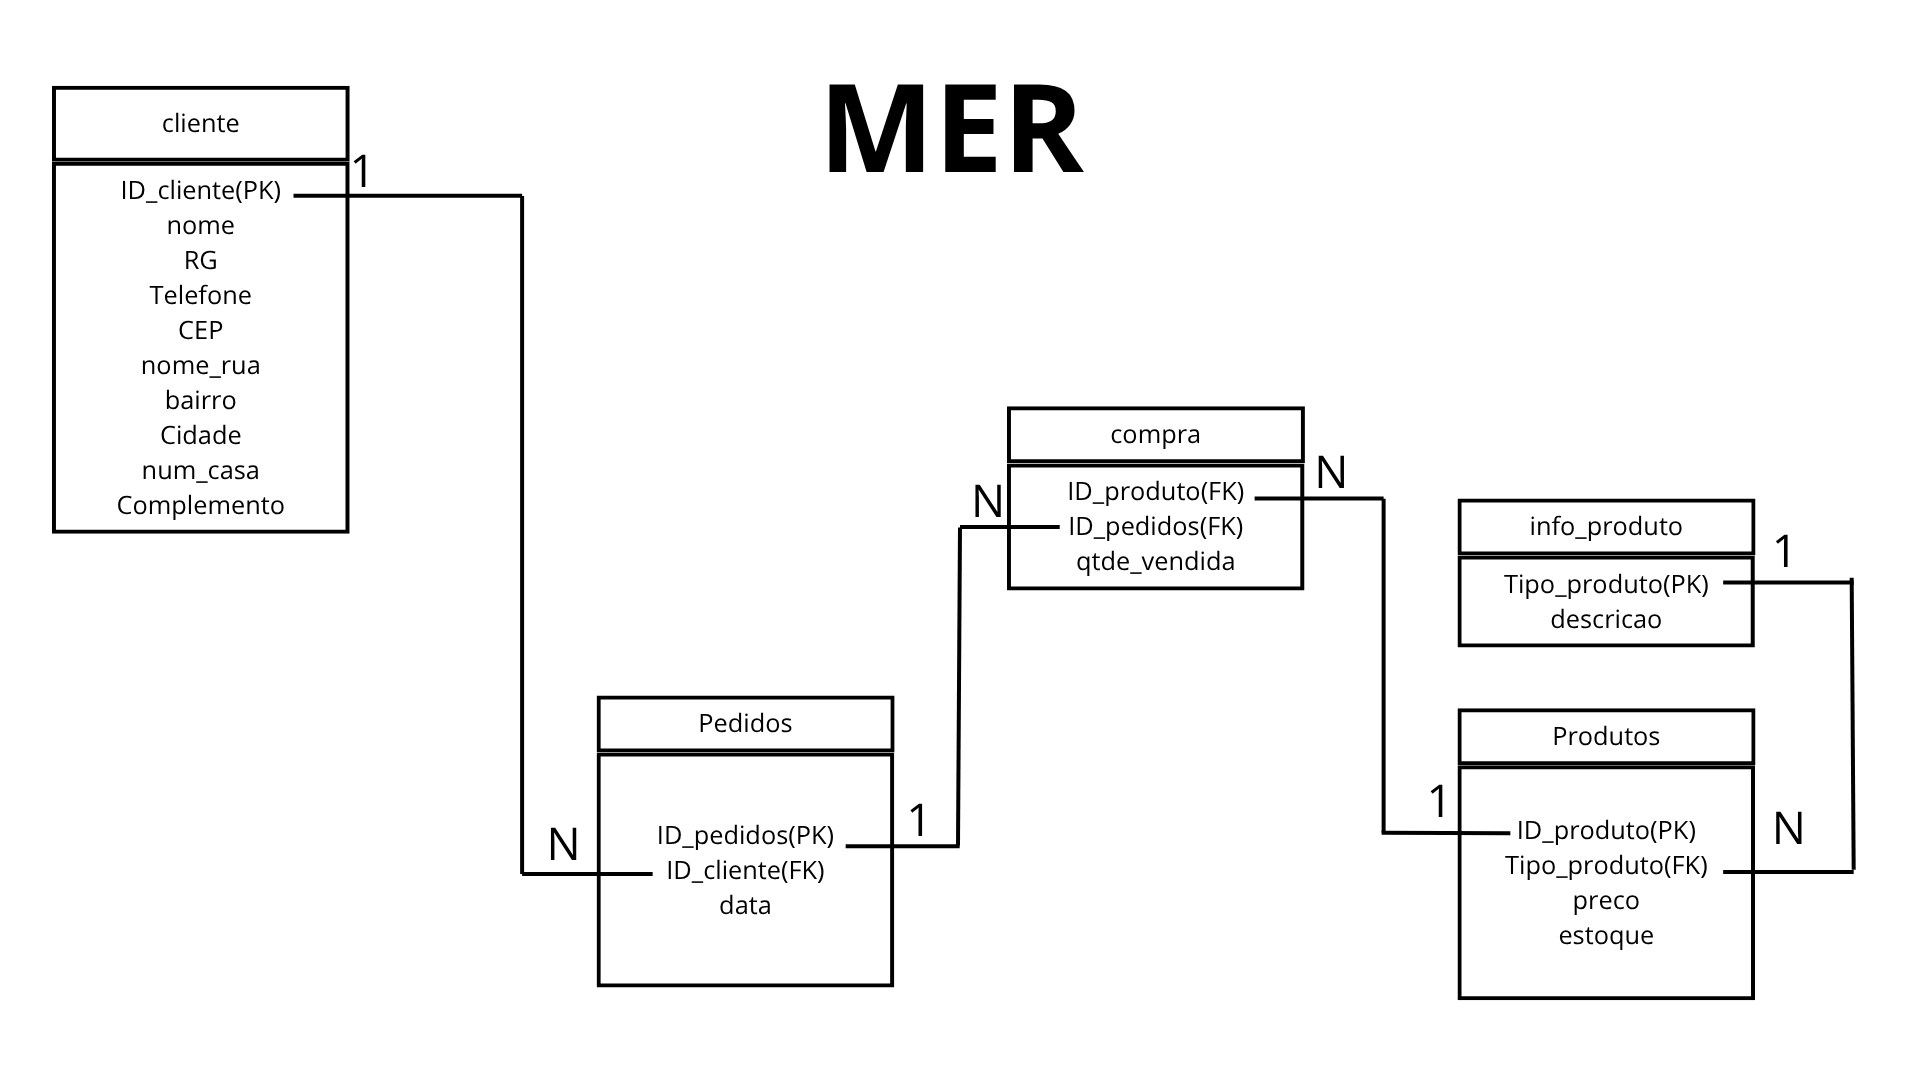 MER
cliente
1
ID_cliente(PK)
nome
RG
Telefone
CEP
nome_rua
bairro
Cidade
num_casa
Complemento
N
Pedidos
ID_pedidos(PK)
ID_cliente(FK)
data
1
N
compra
ID_produto(FK)
ID_pedidos(FK)
qtde_vendida
N
info_produto
Tipo_produto(PK)
descricao
1
1
Produtos
ID_produto(PK)
Tipo_produto(FK)
preco
estoque
N